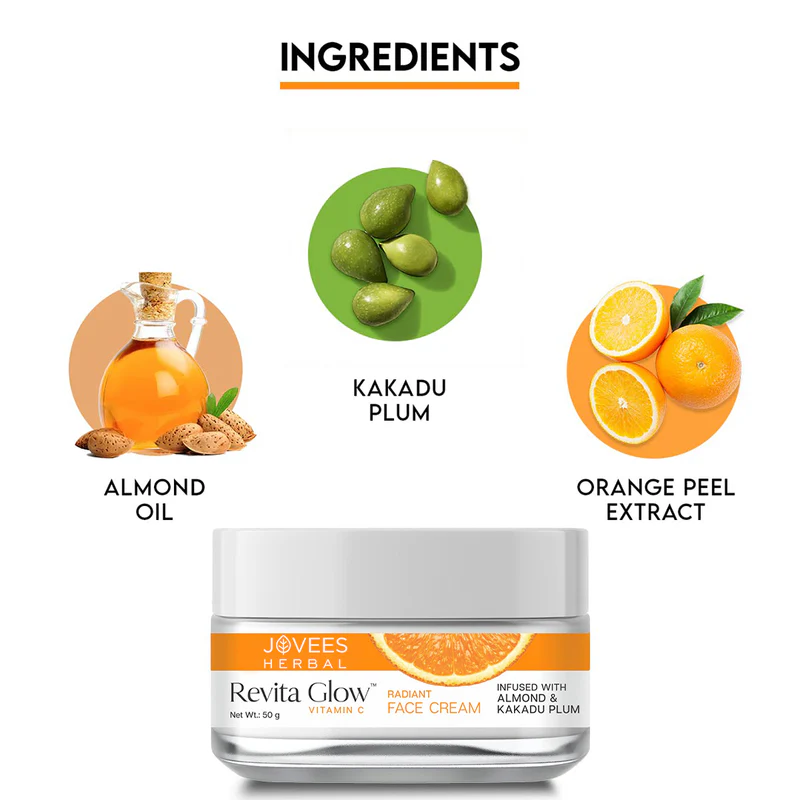 INGREDIENTS
KAKADU
PLUM
ALMOND
OIL
ORANGE PEEL
EXTRACT
JOVEES
HERBAL
Revita Glow™
VITAMIN C
Net Wt.: 50 g
RADIANT
FACE CREAM
INFUSED WITH
ALMOND &
KAKADU PLUM